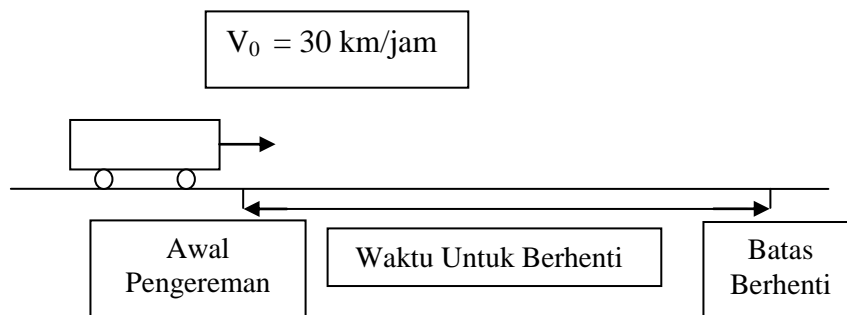 V₀ = 30 km/jam
Awal
Pengereman
Waktu Untuk Berhenti
Batas
Berhenti